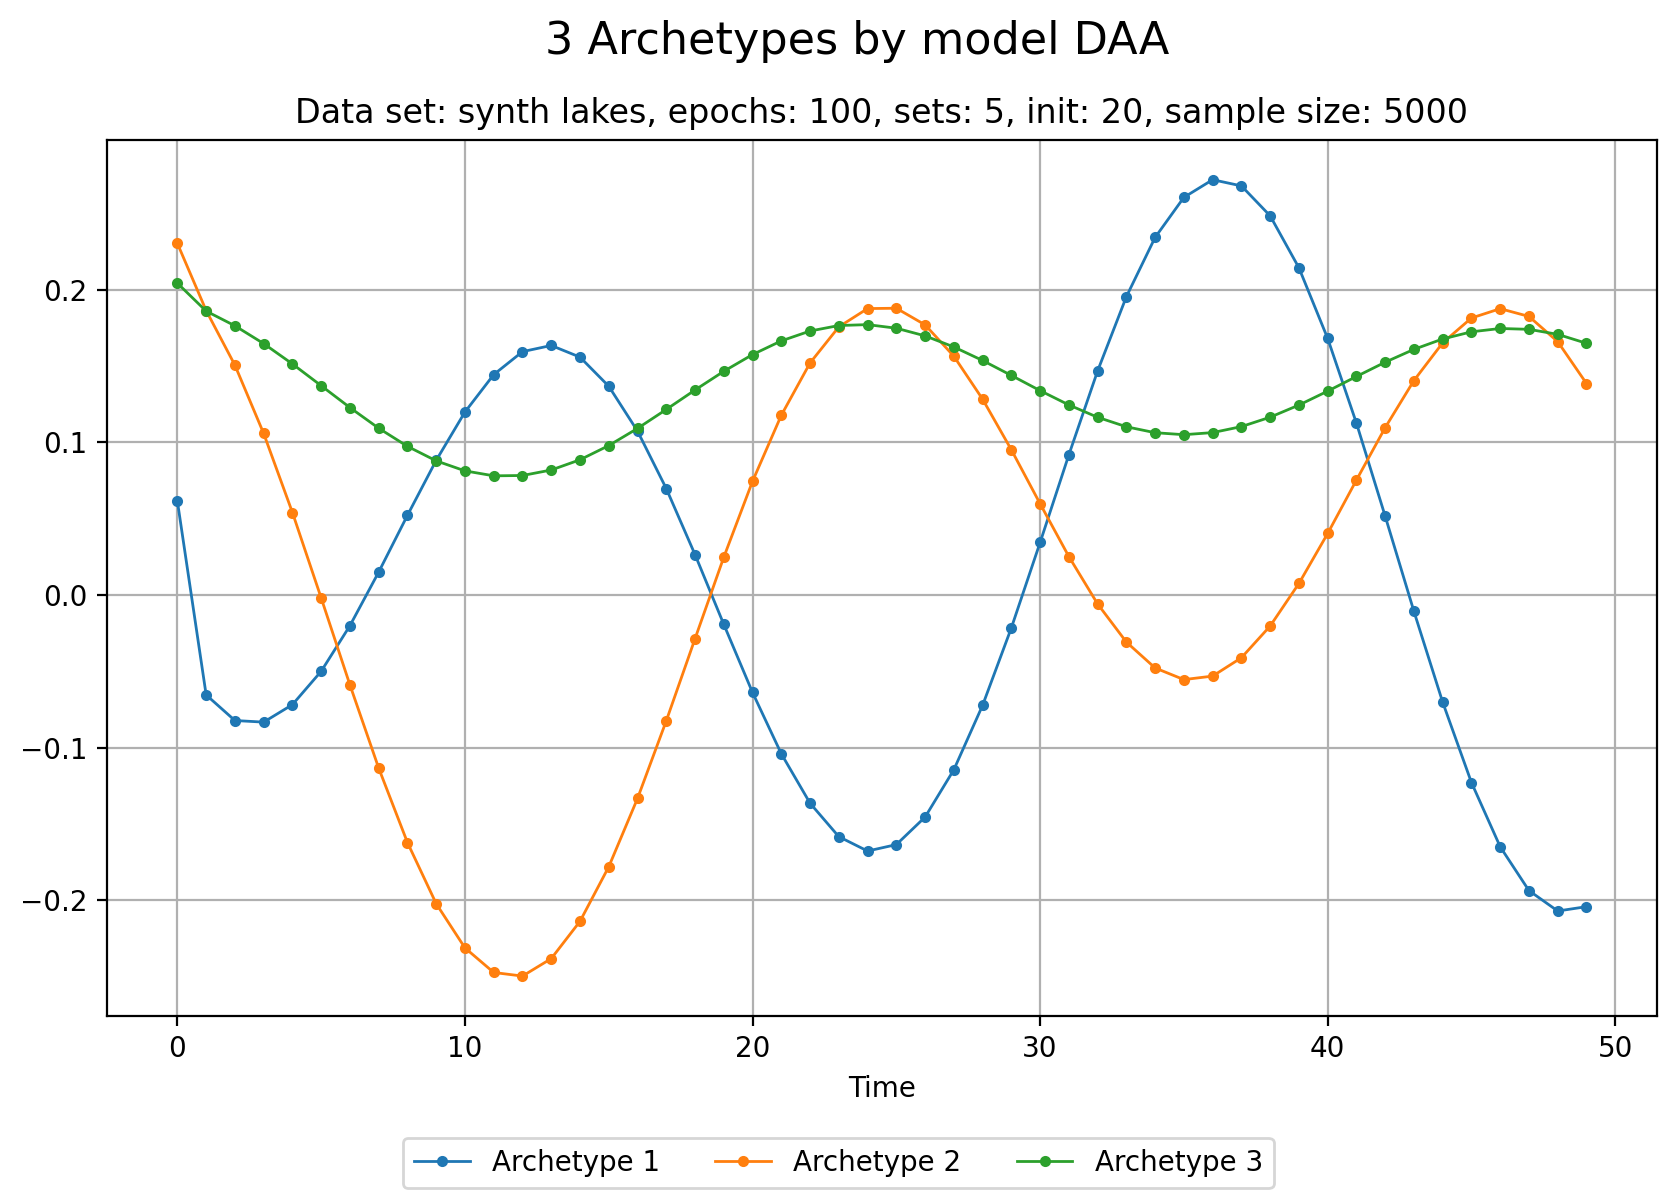 3 Archetypes by model DAA
Data set: synth lakes, epochs: 100, sets: 5, init: 20, sample size: 5000
0.2
0.1
0.0
−0.1
−0.2
0 10 20 30 40 50
Time
Archetype 1 Archetype 2 Archetype 3